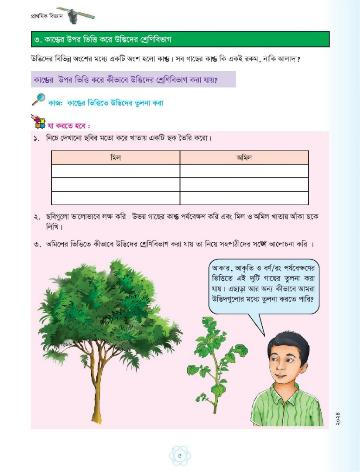 প্রাথমিক বিজ্ঞান
৩. কাণ্ডের উপর ভিত্তি করে উদ্ভিদের শ্রেণিবিভাগ
উদ্ভিদের বিভিন্ন অংশের মধ্যে একটি অংশ হলো কাণ্ড। সব গাছের কাণ্ড কি একই রকম, নাকি আলাদা?
কাণ্ডের উপর ভিত্তি করে কীভাবে উদ্ভিদের শ্রেণিবিভাগ করা যায়?
কাজ: কাণ্ডের ভিত্তিতে উদ্ভিদের তুলনা করা
যা করতে হবে :
১. নিচে দেখানো ছবির মতো করে খাতায় একটি ছক তৈরি করো।
মিল অমিল
২. ছবিগুলো ভালোভাবে লক্ষ করি। উভয় গাছের কাণ্ড পর্যবেক্ষণ করি এবং মিল ও অমিল খাতায় আঁকা ছকে
লিখি।
৩. অমিলের ভিত্তিতে কীভাবে উদ্ভিদের শ্রেণিবিভাগ করা যায় তা নিয়ে সহপাঠীদের সঙ্গে আলোচনা করি ।
আকার, আকৃতি ও বর্ণ/রং পর্যবেক্ষণের
ভিত্তিতে এই দুটি গাছের তুলনা করা
যায়। এছাড়া আর অন্য কীভাবে আমরা
উদ্ভিদগুলোর মধ্যে তুলনা করতে পারি?
২০২৪
৫